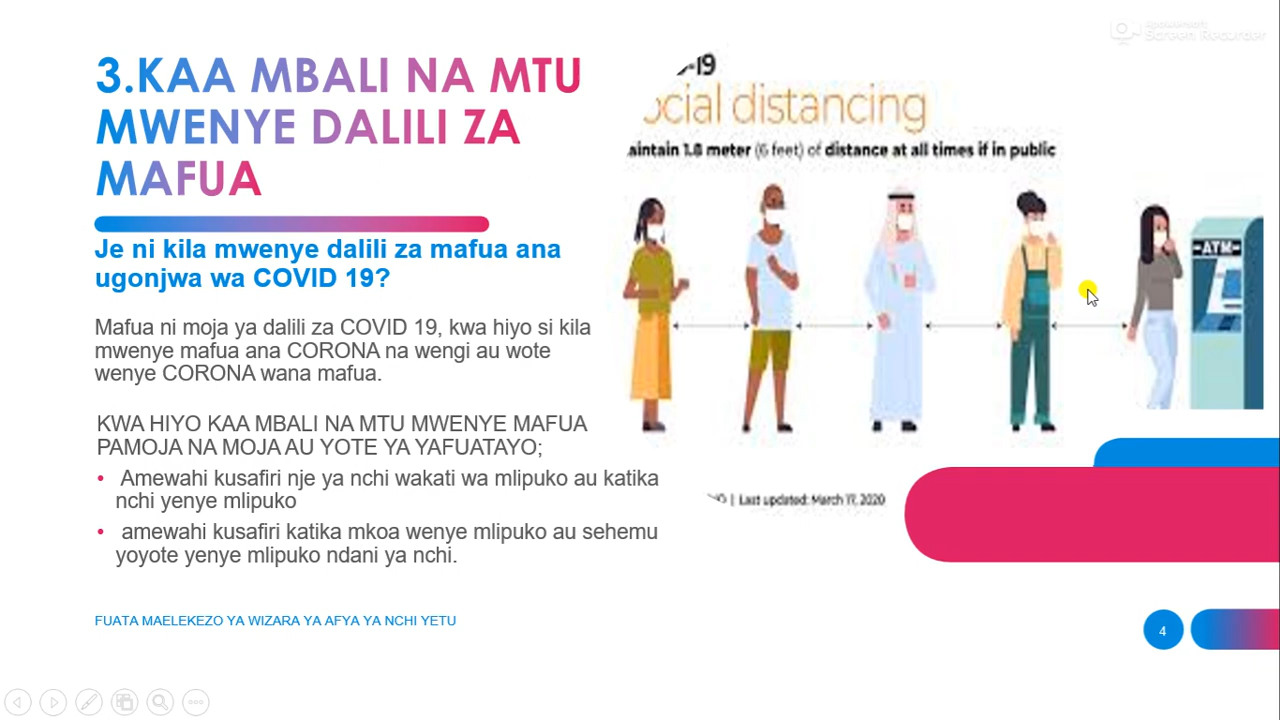 Apowersoft
Screen Recorder
3.KAA MBALI NA MTU
MWENYE DALILI ZA
MAFUA
Je ni kila mwenye dalili za mafua ana
ugonjwa wa COVID 19?
Mafua ni moja ya dalili za COVID 19, kwa hiyo si kila
mwenye mafua ana CORONA na wengi au wote
wenye CORONA wana mafua.
KWA HIYO KAA MBALI NA MTU MWENYE MAFUA
PAMOJA NA MOJA AU YOTE YA YAFUATAYO;
• Amewahi kusafiri nje ya nchi wakati wa mlipuko au katika
nchi yenye mlipuko
• amewahi kusafiri katika mkoa wenye mlipuko au sehemu
yoyote yenye mlipuko ndani ya nchi.
FUATA MAELEKEZO YA WIZARA YA AFYA YA NCHI YETU
-19
ocial distancing
aintain 1.8 meter (6 feet) of distance at all times if in public
ATM
| Last updated: March 17, 2020
4